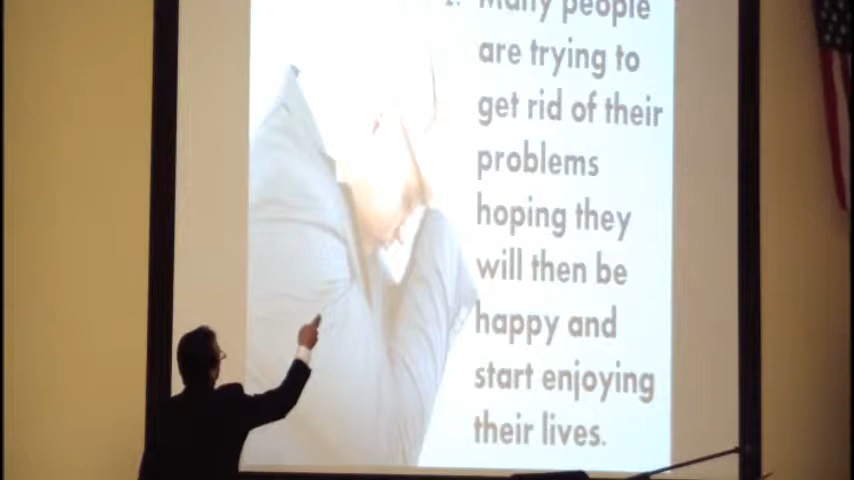 Many people
are trying to
get rid of their
problems
hoping they
will then be
happy and
start enjoying
their lives.